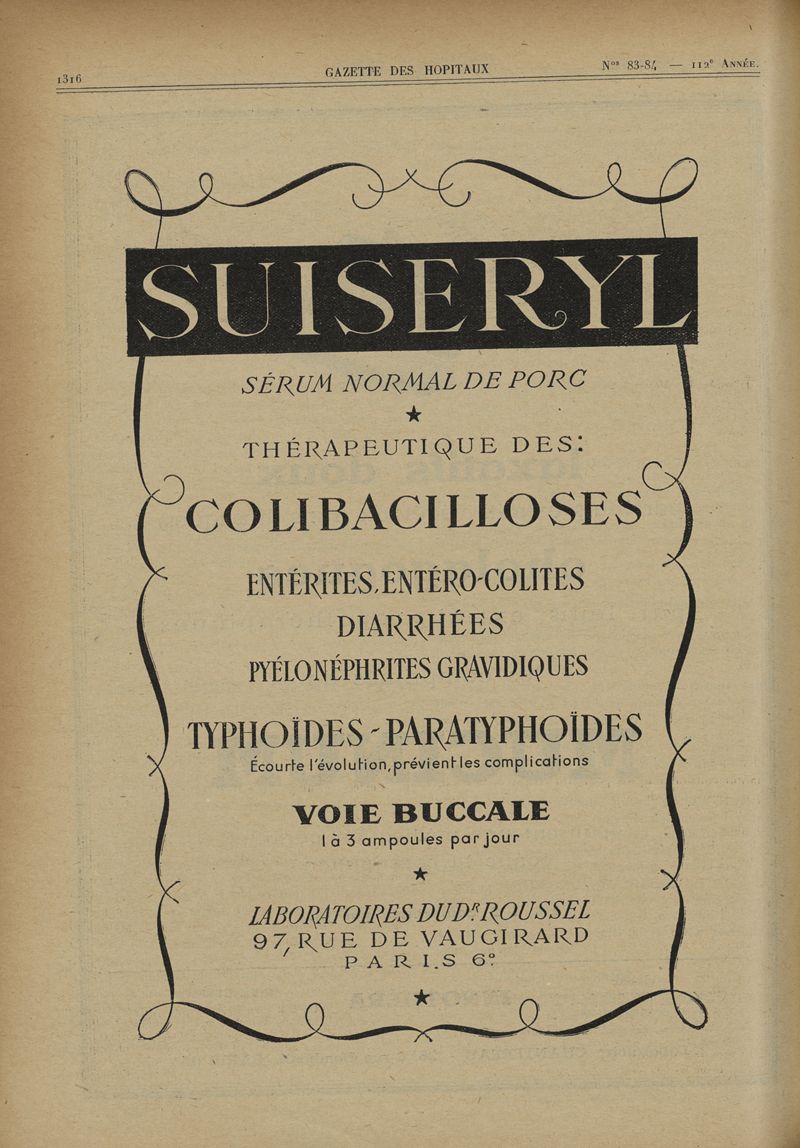 1316
GAZETTE DES HOPITAUX
Nos 83-84 — 112e ANNÉE.
SUISERYL
SÉRUM NORMAL DE PORC
★
THÉRAPEUTIQUE DES:
COLIBACILLOSES
ENTÉRITES, ENTÉRO-COLITES
DIARRHÉES
PYÉLONÉPHRITES GRAVIDIQUES
TYPHOÏDES - PARATYPHOÏDES
Écourte l'évolution, prévient les complications
VOIE BUCCALE
1 à 3 ampoules par jour
★
LABORATOIRES DU Dr ROUSSEL
97, RUE DE VAUGIRARD
PARIS 6e
★